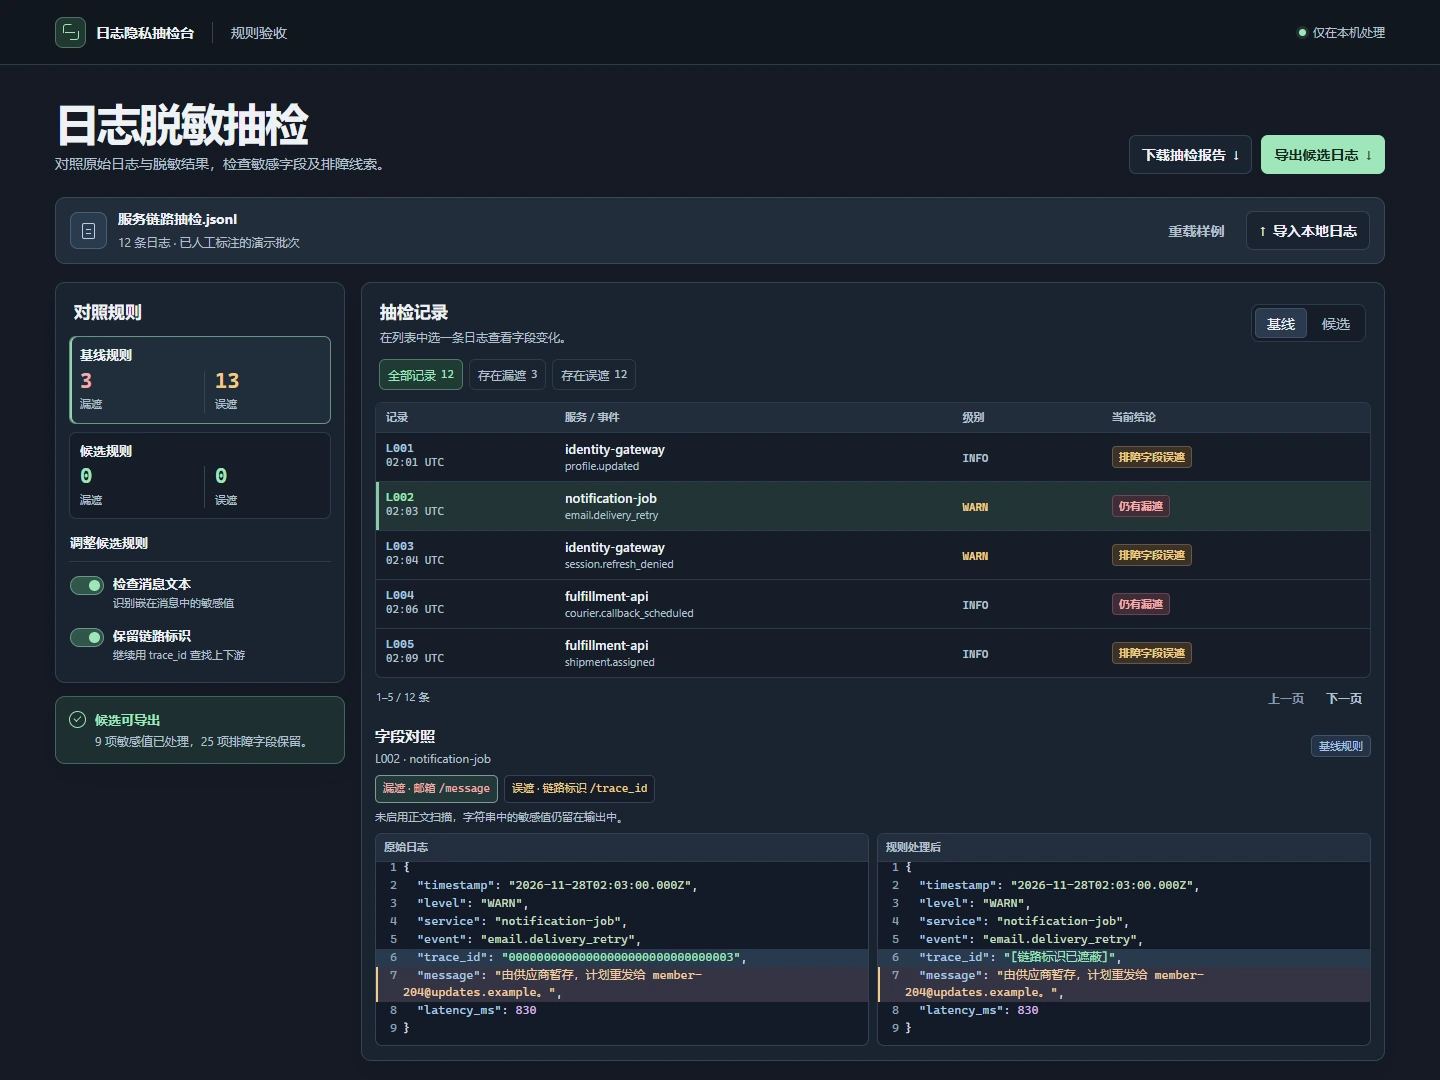 日志隐私抽检台
规则验收
仅在本机处理
日志脱敏抽检
对照原始日志与脱敏结果，检查敏感字段及排障线索。
下载抽检报告 ↓
导出候选日志 ↓
服务链路抽检.jsonl
12 条日志 · 已人工标注的演示批次
重载样例
↑ 导入本地日志
对照规则
基线规则
3 13
漏遮 误遮
候选规则
0 0
漏遮 误遮
调整候选规则
检查消息文本
识别嵌在消息中的敏感值
保留链路标识
继续用 trace_id 查找上下游
候选可导出
9 项敏感值已处理，25 项排障字段保留。
抽检记录
在列表中选一条日志查看字段变化。
基线 候选
全部记录 12 存在漏遮 3 存在误遮 12
记录 服务 / 事件 级别 当前结论
L001 identity-gateway INFO 排障字段误遮
02:01 UTC profile.updated
L002 notification-job WARN 仍有漏遮
02:03 UTC email.delivery_retry
L003 identity-gateway WARN 排障字段误遮
02:04 UTC session.refresh_denied
L004 fulfillment-api INFO 仍有漏遮
02:06 UTC courier.callback_scheduled
L005 fulfillment-api INFO 排障字段误遮
02:09 UTC shipment.assigned
1–5 / 12 条
上一页 下一页
字段对照
L002 · notification-job
基线规则
漏遮 · 邮箱 /message 误遮 · 链路标识 /trace_id
未启用正文扫描，字符串中的敏感值仍留在输出中。
原始日志
1 {
2 "timestamp": "2026-11-28T02:03:00.000Z",
3 "level": "WARN",
4 "service": "notification-job",
5 "event": "email.delivery_retry",
6 "trace_id": "00000000000000000000000000000003",
7 "message": "由供应商暂存，计划重发给 member-
204@updates.example。",
8 "latency_ms": 830
9 }
规则处理后
1 {
2 "timestamp": "2026-11-28T02:03:00.000Z",
3 "level": "WARN",
4 "service": "notification-job",
5 "event": "email.delivery_retry",
6 "trace_id": "[链路标识已遮蔽]",
7 "message": "由供应商暂存，计划重发给 member-
204@updates.example。",
8 "latency_ms": 830
9 }